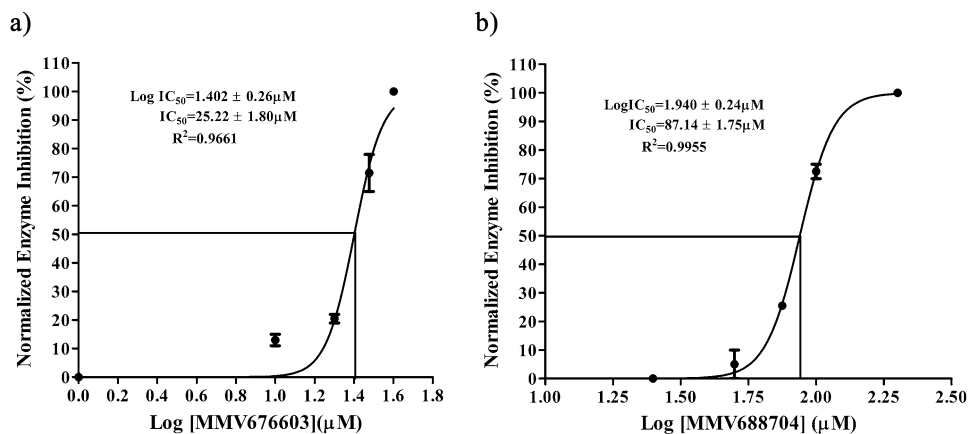 a)
Normalized Enzyme Inhibition (%)
110
100
90
80
70
60
50
40
30
20
10
0
Log IC50=1.402 ± 0.26µM
IC50=25.22 ± 1.80µM
R²=0.9661
0.0 0.2 0.4 0.6 0.8 1.0 1.2 1.4 1.6 1.8
Log [MMV676603](µM)
b)
Normalized Enzyme Inhibition (%)
110
100
90
80
70
60
50
40
30
20
10
0
LogIC50=1.940 ± 0.24µM
IC50=87.14 ± 1.75µM
R²=0.9955
1.00 1.25 1.50 1.75 2.00 2.25 2.50
Log [MMV688704] (µM)